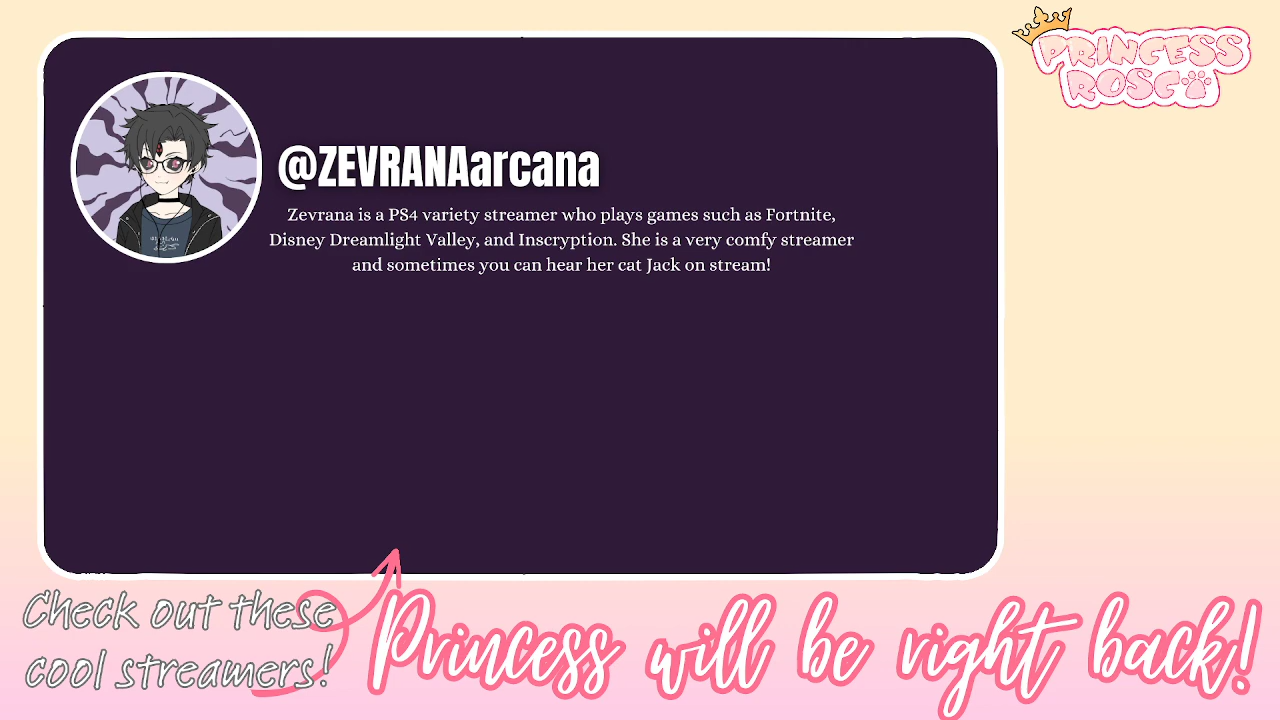 PRINCESS
ROSE
@ZEVRANAarcana
Zevrana is a PS4 variety streamer who plays games such as Fortnite,
Disney Dreamlight Valley, and Inscryption. She is a very comfy streamer
and sometimes you can hear her cat Jack on stream!
Check out these
cool streamers!
Princess will be right back!